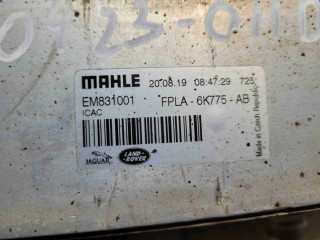 0423-011D
MAHLE 20.08.19 08:47:29 725
EM831001 FPLA - 6K775 - AB
ICAC
Made in Czech Republic
JAGUAR LAND-ROVER